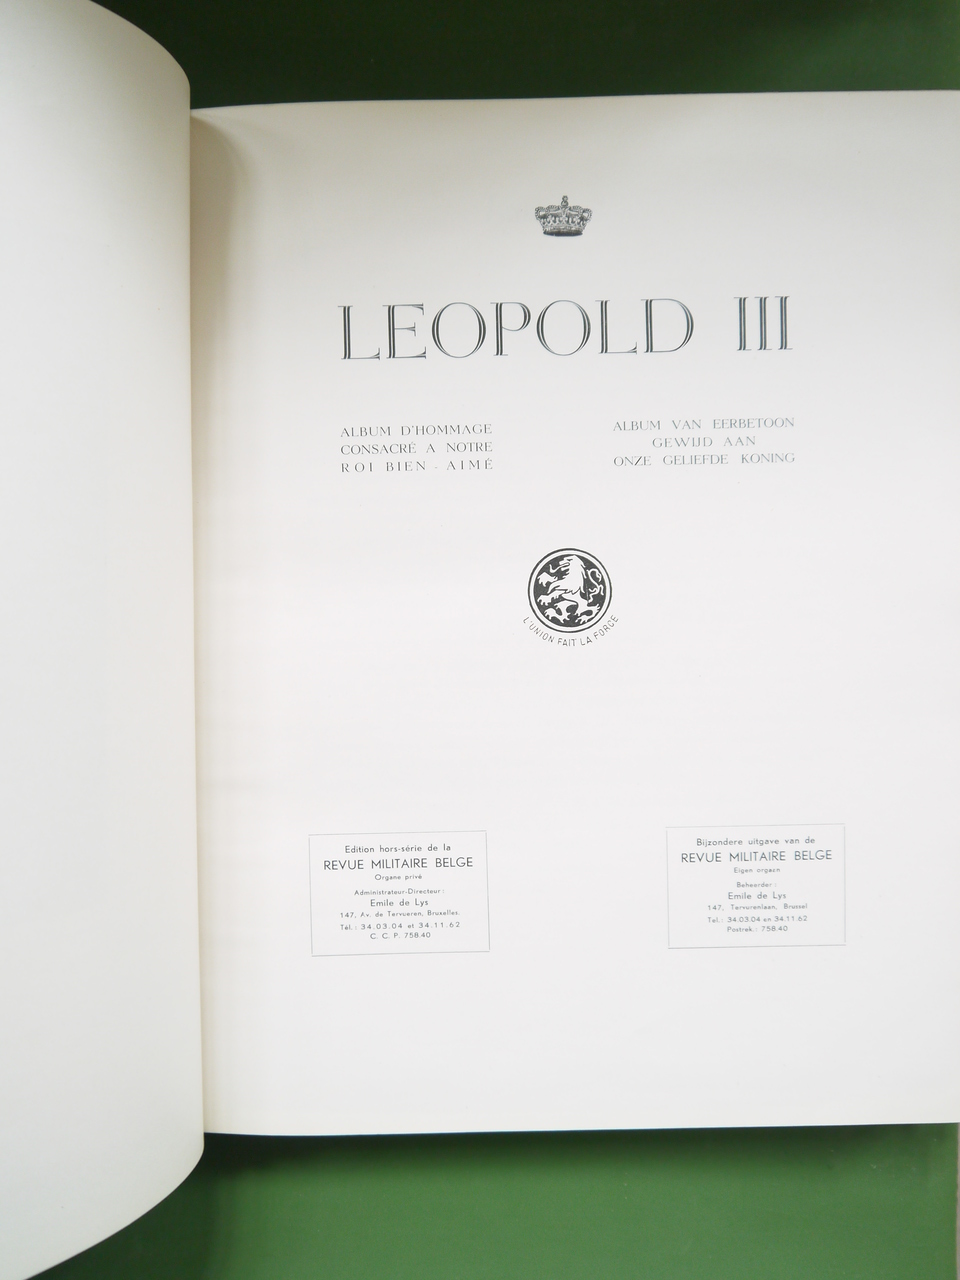 LEOPOLD III
ALBUM D'HOMMAGE
CONSACRÉ A NOTRE
ROI BIEN-AIMÉ
ALBUM VAN EERBETOON
GEWIJD AAN
ONZE GELIEFDE KONING
L'UNION FAIT LA FORCE
Edition hors-série de la
REVUE MILITAIRE BELGE
Organe privé
Administrateur-Directeur :
Emile de Lys
147, Av. de Tervueren, Bruxelles.
Tél. : 34.03.04 et 34.11.62
C. C. P. 758.40
Bijzondere uitgave van de
REVUE MILITAIRE BELGE
Eigen orgaan
Beheerder :
Emile de Lys
147, Tervurenlaan, Brussel
Tel. : 34.03.04 en 34.11.62
Postrek. : 758.40